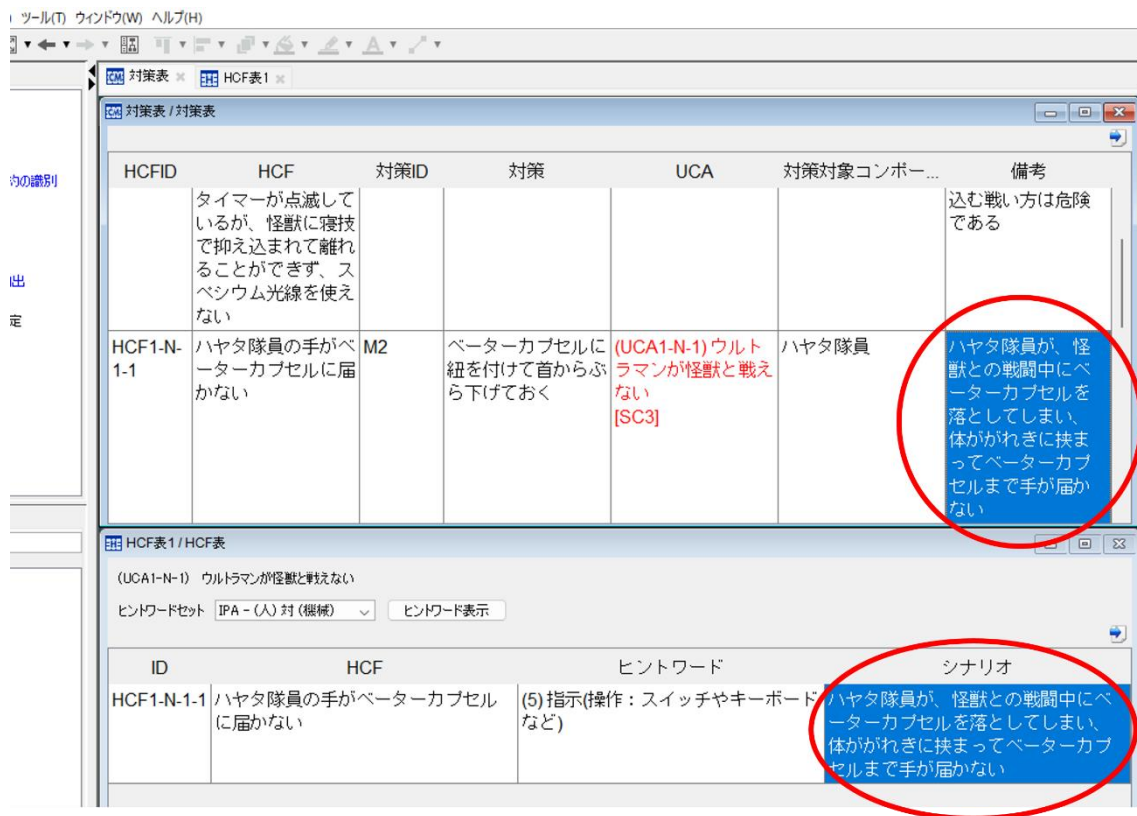 ツール(T) ウィンドウ(W) ヘルプ(H)
対策表 HCF表1
約の識別
出
定
対策表 / 対策表
HCFID HCF 対策ID 対策 UCA 対策対象コンポー... 備考
タイマーが点滅して
いるが、怪獣に寝技
で抑え込まれて離れ
ることができず、ス
ペシウム光線を使え
ない
込む戦い方は危険
である
HCF1-N-
1-1
ハヤタ隊員の手がベ
ーターカプセルに届
かない
M2
ベーターカプセルに
紐を付けて首からぶ
ら下げておく
(UCA1-N-1) ウルト
ラマンが怪獣と戦え
ない
[SC3]
ハヤタ隊員
ハヤタ隊員が、怪
獣との戦闘中にベ
ーターカプセルを
落としてしまい、
体ががれきに挟ま
ってベーターカプ
セルまで手が届か
ない
HCF表1 / HCF表
(UCA1-N-1) ウルトラマンが怪獣と戦えない
ヒントワードセット IPA - (人) 対 (機械) ヒントワード表示
ID HCF ヒントワード シナリオ
HCF1-N-1-1
ハヤタ隊員の手がベーターカプセル
に届かない
(5) 指示(操作：スイッチやキーボード
など)
ハヤタ隊員が、怪獣との戦闘中にベ
ーターカプセルを落としてしまい、
体ががれきに挟まってベーターカプ
セルまで手が届かない